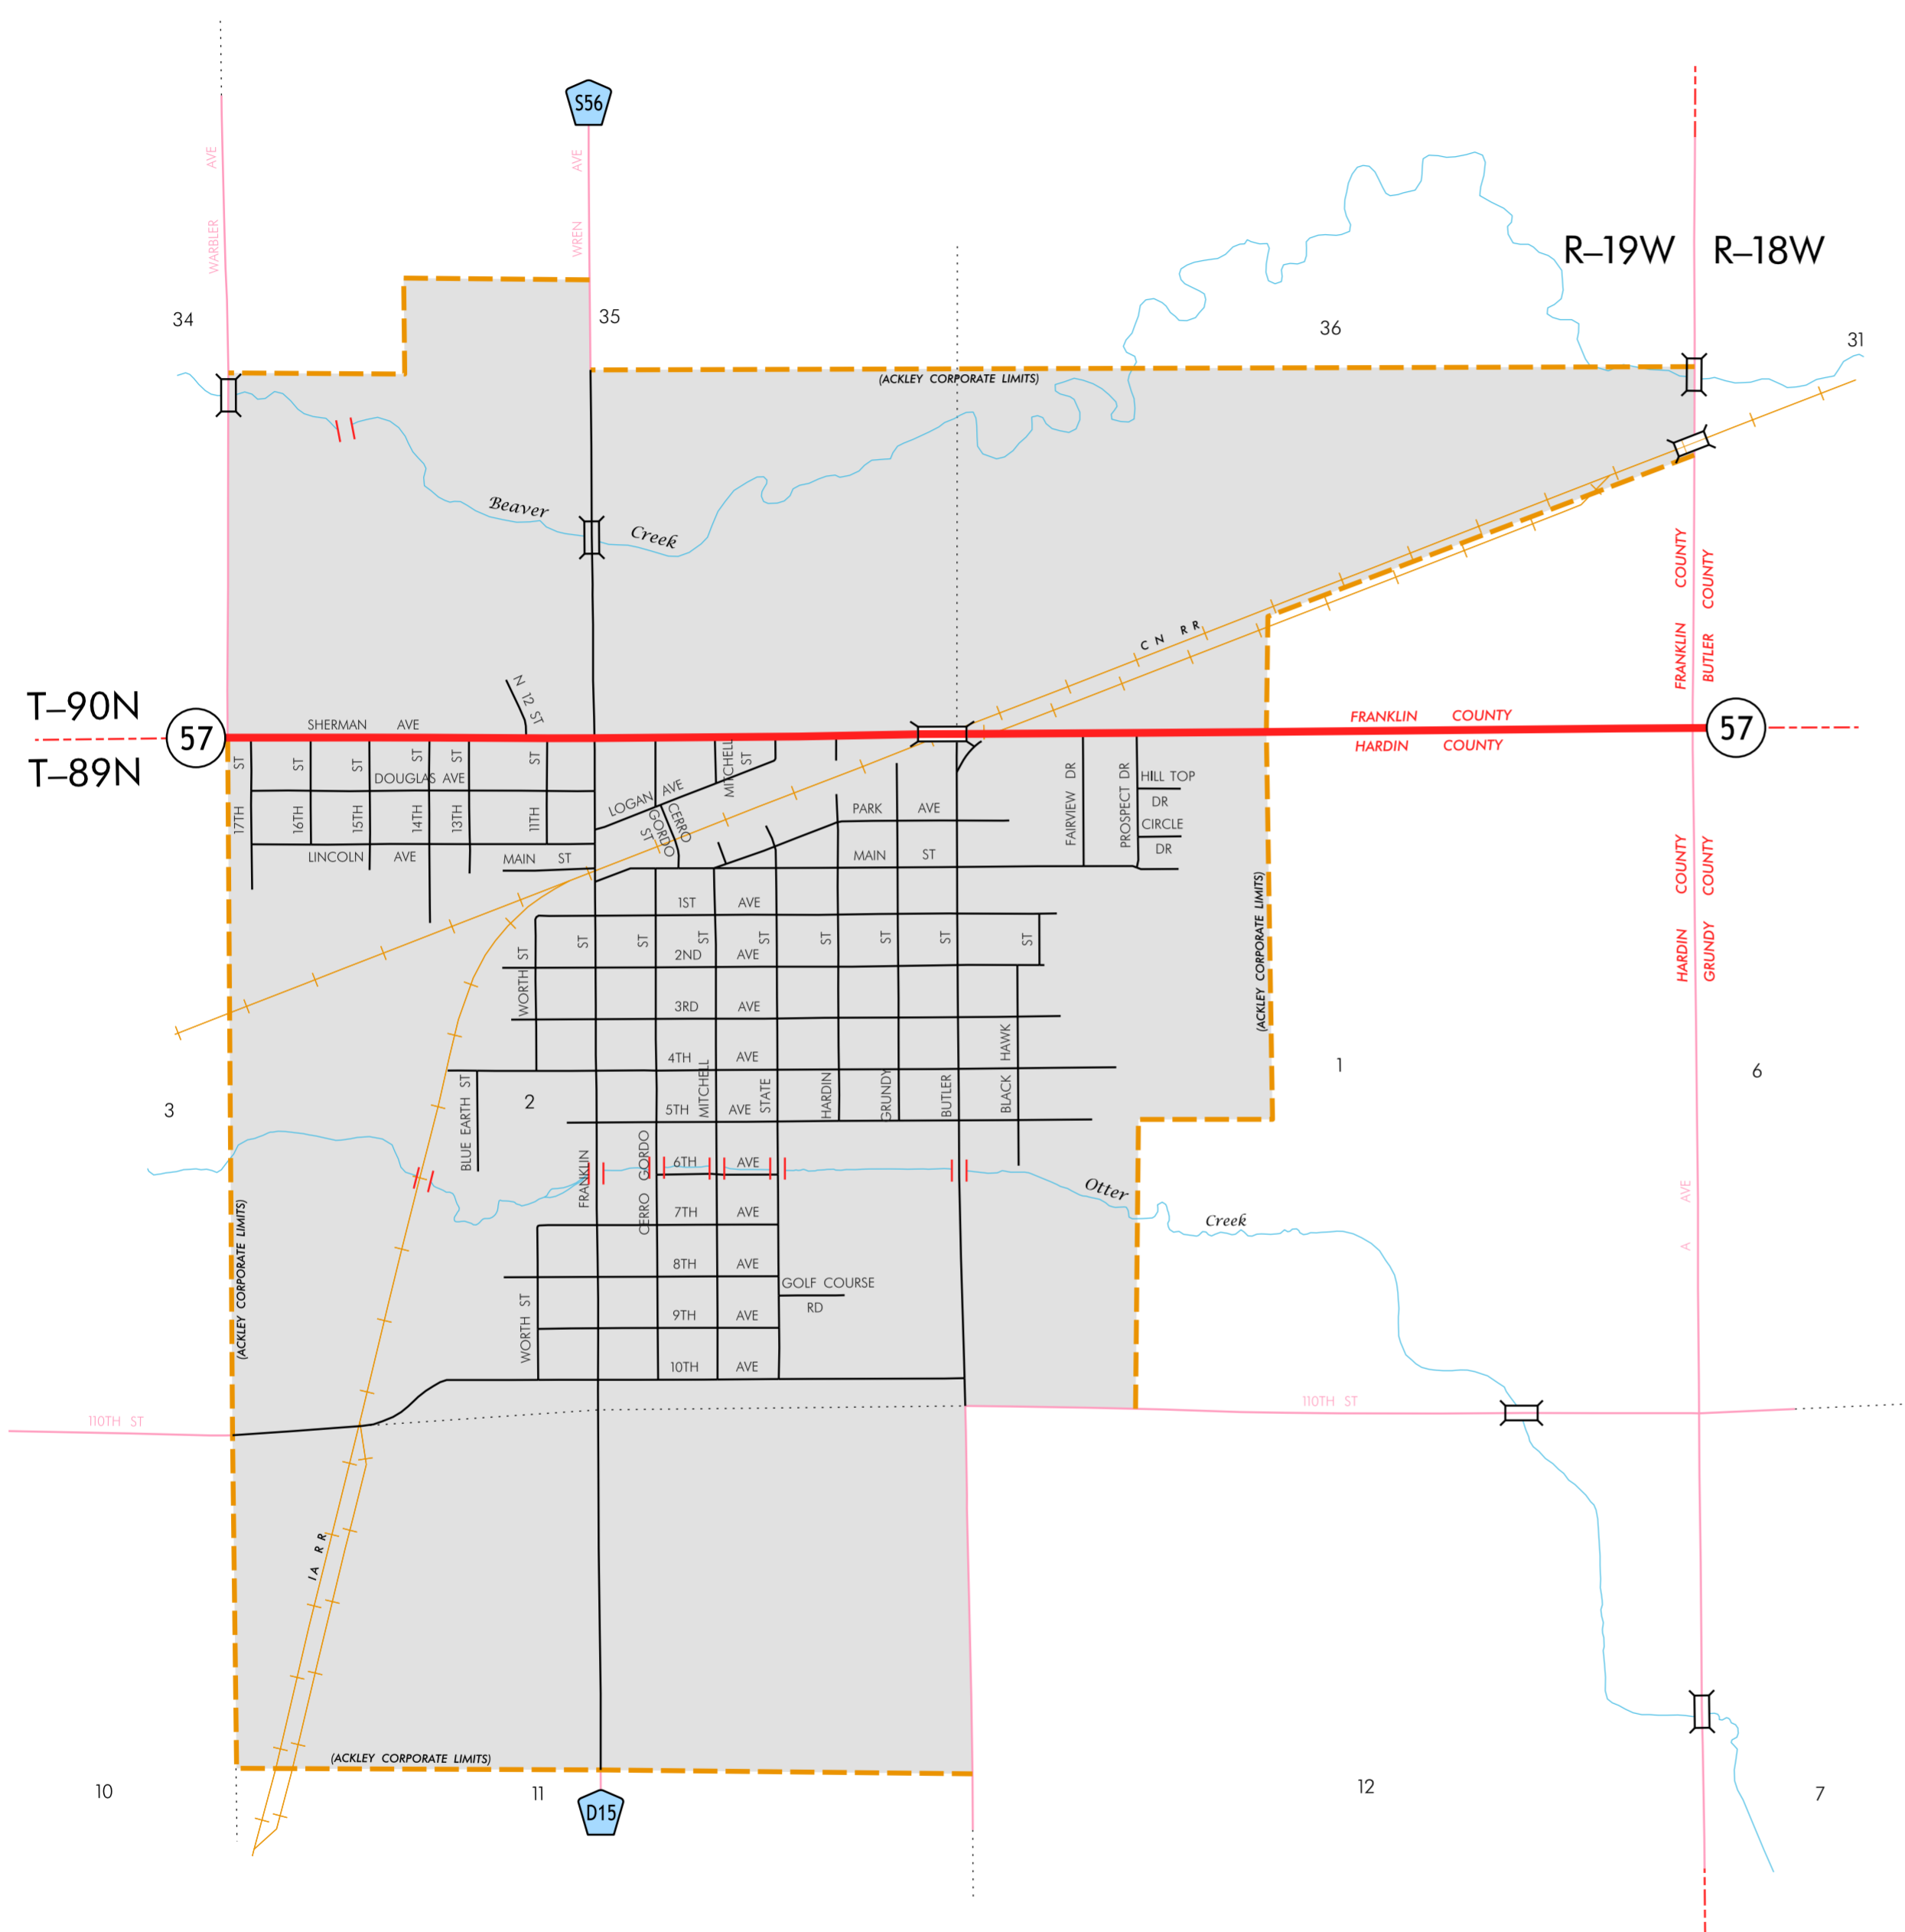 S56
WARBLER AVE
WREN AVE
R–19W
R–18W
34
35
36
31
(ACKLEY CORPORATE LIMITS)
Beaver
Creek
FRANKLIN COUNTY
BUTLER COUNTY
C N R R
T–90N
57
T–89N
N 12 ST
SHERMAN AVE
FRANKLIN COUNTY
HARDIN COUNTY
57
17TH ST
16TH ST
15TH ST
14TH ST
13TH ST
11TH ST
DOUGLAS AVE
LINCOLN AVE
MAIN ST
LOGAN AVE
CERRO
GORDO
ST
MITCHELL ST
PARK AVE
MAIN ST
FAIRVIEW DR
PROSPECT DR
HILL TOP
DR
CIRCLE
DR
HARDIN COUNTY
GRUNDY COUNTY
(ACKLEY CORPORATE LIMITS)
1ST AVE
2ND AVE
3RD AVE
4TH AVE
5TH AVE
6TH AVE
7TH AVE
8TH AVE
9TH AVE
10TH AVE
WORTH ST
FRANKLIN ST
CERRO GORDO ST
MITCHELL ST
STATE ST
HARDIN ST
GRUNDY ST
BUTLER ST
BLACK HAWK ST
BLUE EARTH ST
3
2
1
6
Otter
Creek
A AVE
(ACKLEY CORPORATE LIMITS)
WORTH ST
GOLF COURSE
RD
110TH ST
110TH ST
IA R R
(ACKLEY CORPORATE LIMITS)
10
11
12
7
D15